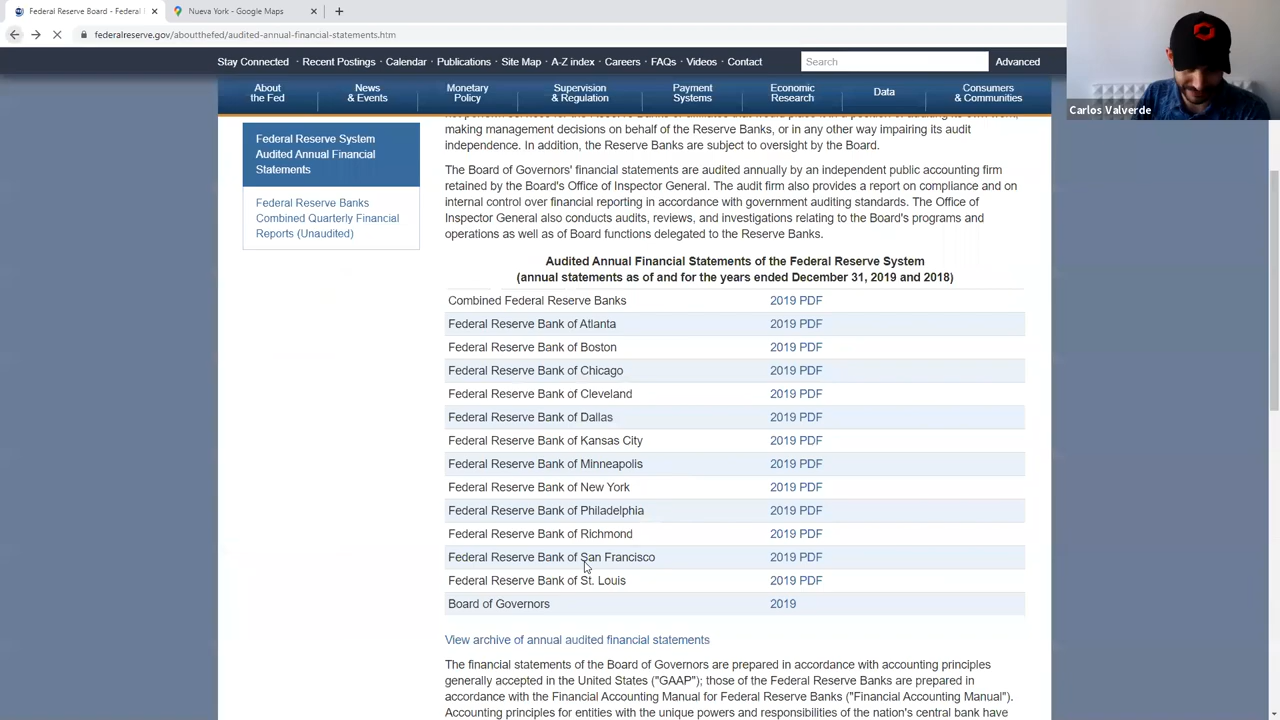 Federal Reserve Board - Federal
Nueva York - Google Maps
federalreserve.gov/aboutthefed/audited-annual-financial-statements.htm
Stay Connected · Recent Postings · Calendar · Publications · Site Map · A-Z index · Careers · FAQs · Videos · Contact
Search
Advanced
About
the Fed
News
& Events
Monetary
Policy
Supervision
& Regulation
Payment
Systems
Economic
Research
Data
Consumers
& Communities
Carlos Valverde
Federal Reserve System
Audited Annual Financial
Statements
Federal Reserve Banks
Combined Quarterly Financial
Reports (Unaudited)
making management decisions on behalf of the Reserve Banks, or in any other way impairing its audit
independence. In addition, the Reserve Banks are subject to oversight by the Board.
The Board of Governors' financial statements are audited annually by an independent public accounting firm
retained by the Board's Office of Inspector General. The audit firm also provides a report on compliance and on
internal control over financial reporting in accordance with government auditing standards. The Office of
Inspector General also conducts audits, reviews, and investigations relating to the Board's programs and
operations as well as of Board functions delegated to the Reserve Banks.
Audited Annual Financial Statements of the Federal Reserve System
(annual statements as of and for the years ended December 31, 2019 and 2018)
Combined Federal Reserve Banks 2019 PDF
Federal Reserve Bank of Atlanta 2019 PDF
Federal Reserve Bank of Boston 2019 PDF
Federal Reserve Bank of Chicago 2019 PDF
Federal Reserve Bank of Cleveland 2019 PDF
Federal Reserve Bank of Dallas 2019 PDF
Federal Reserve Bank of Kansas City 2019 PDF
Federal Reserve Bank of Minneapolis 2019 PDF
Federal Reserve Bank of New York 2019 PDF
Federal Reserve Bank of Philadelphia 2019 PDF
Federal Reserve Bank of Richmond 2019 PDF
Federal Reserve Bank of San Francisco 2019 PDF
Federal Reserve Bank of St. Louis 2019 PDF
Board of Governors 2019
View archive of annual audited financial statements
The financial statements of the Board of Governors are prepared in accordance with accounting principles
generally accepted in the United States ("GAAP"); those of the Federal Reserve Banks are prepared in
accordance with the Financial Accounting Manual for Federal Reserve Banks ("Financial Accounting Manual").
Accounting principles for entities with the unique powers and responsibilities of the nation's central bank have